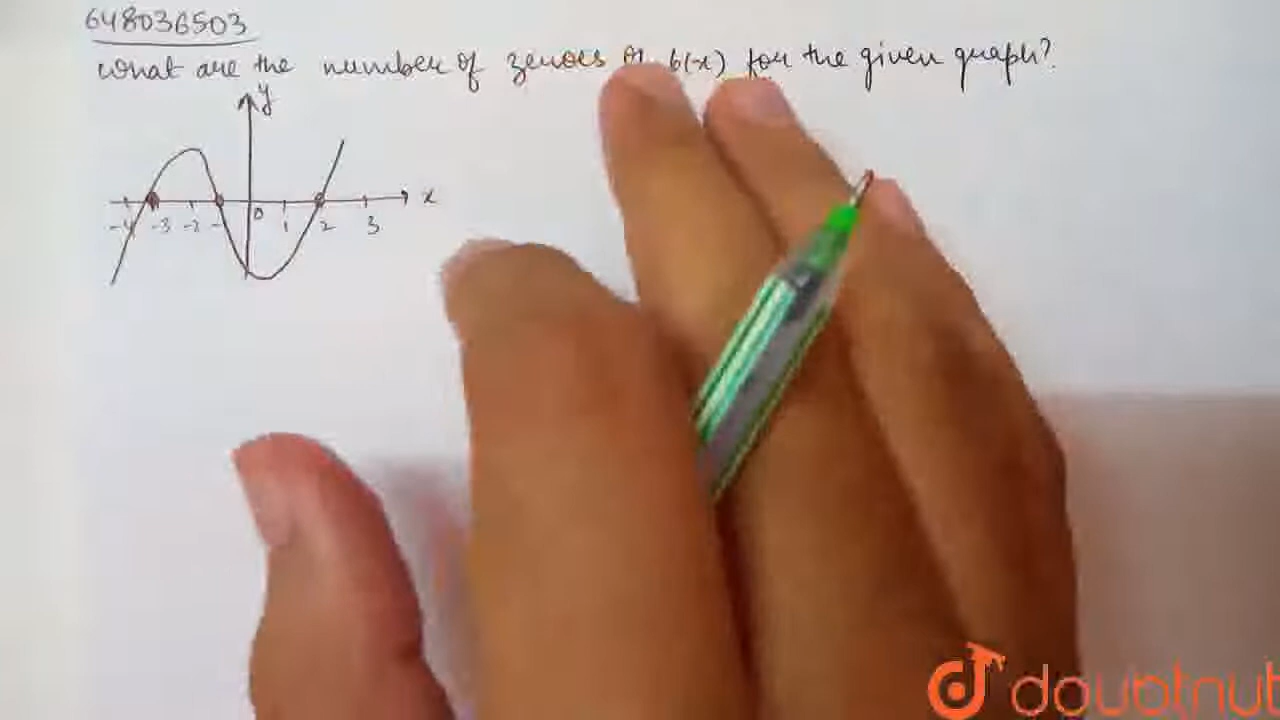 648036503
What are the number of zeroes of f(x) for the given graph?
y
x
-4 -3 -2 - 0 1 2 3
doubtnut